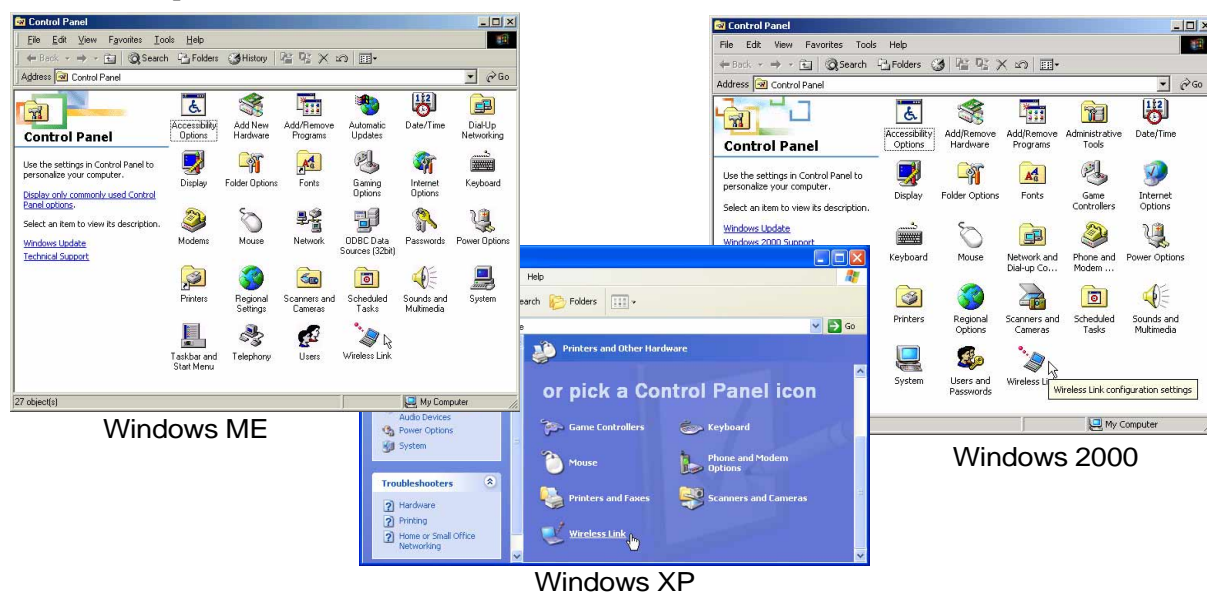 Control Panel
File Edit View Favorites Tools Help
Back Search Folders History
Address Control Panel Go
Control Panel
Use the settings in Control Panel to
personalize your computer.
Display only commonly used Control
Panel options.
Select an item to view its description.
Windows Update
Technical Support
Accessibility Options
Add New Hardware
Add/Remove Programs
Automatic Updates
Date/Time
Dial-Up Networking
Display
Folder Options
Fonts
Gaming Options
Internet Options
Keyboard
Modems
Mouse
Network
ODBC Data Sources (32bit)
Passwords
Power Options
Printers
Regional Settings
Scanners and Cameras
Scheduled Tasks
Sounds and Multimedia
System
Taskbar and Start Menu
Telephony
Users
Wireless Link
27 object(s) My Computer
Windows ME
Control Panel
File Edit View Favorites Tools Help
Back Search Folders
Address Control Panel Go
Control Panel
Use the settings in Control Panel to
personalize your computer.
Select an item to view its description.
Windows Update
Windows 2000 Support
Accessibility Options
Add/Remove Hardware
Add/Remove Programs
Administrative Tools
Date/Time
Display
Folder Options
Fonts
Game Controllers
Internet Options
Keyboard
Mouse
Network and Dial-up Co...
Phone and Modem ...
Power Options
Printers
Regional Options
Scanners and Cameras
Scheduled Tasks
Sounds and Multimedia
System
Users and Passwords
Wireless Li
Wireless Link configuration settings
My Computer
Windows 2000
Help
earch Folders
Go
Printers and Other Hardware
or pick a Control Panel icon
Game Controllers
Keyboard
Mouse
Phone and Modem Options
Printers and Faxes
Scanners and Cameras
Wireless Link
Audio Devices
Power Options
System
Troubleshooters
Hardware
Printing
Home or Small Office
Networking
Windows XP